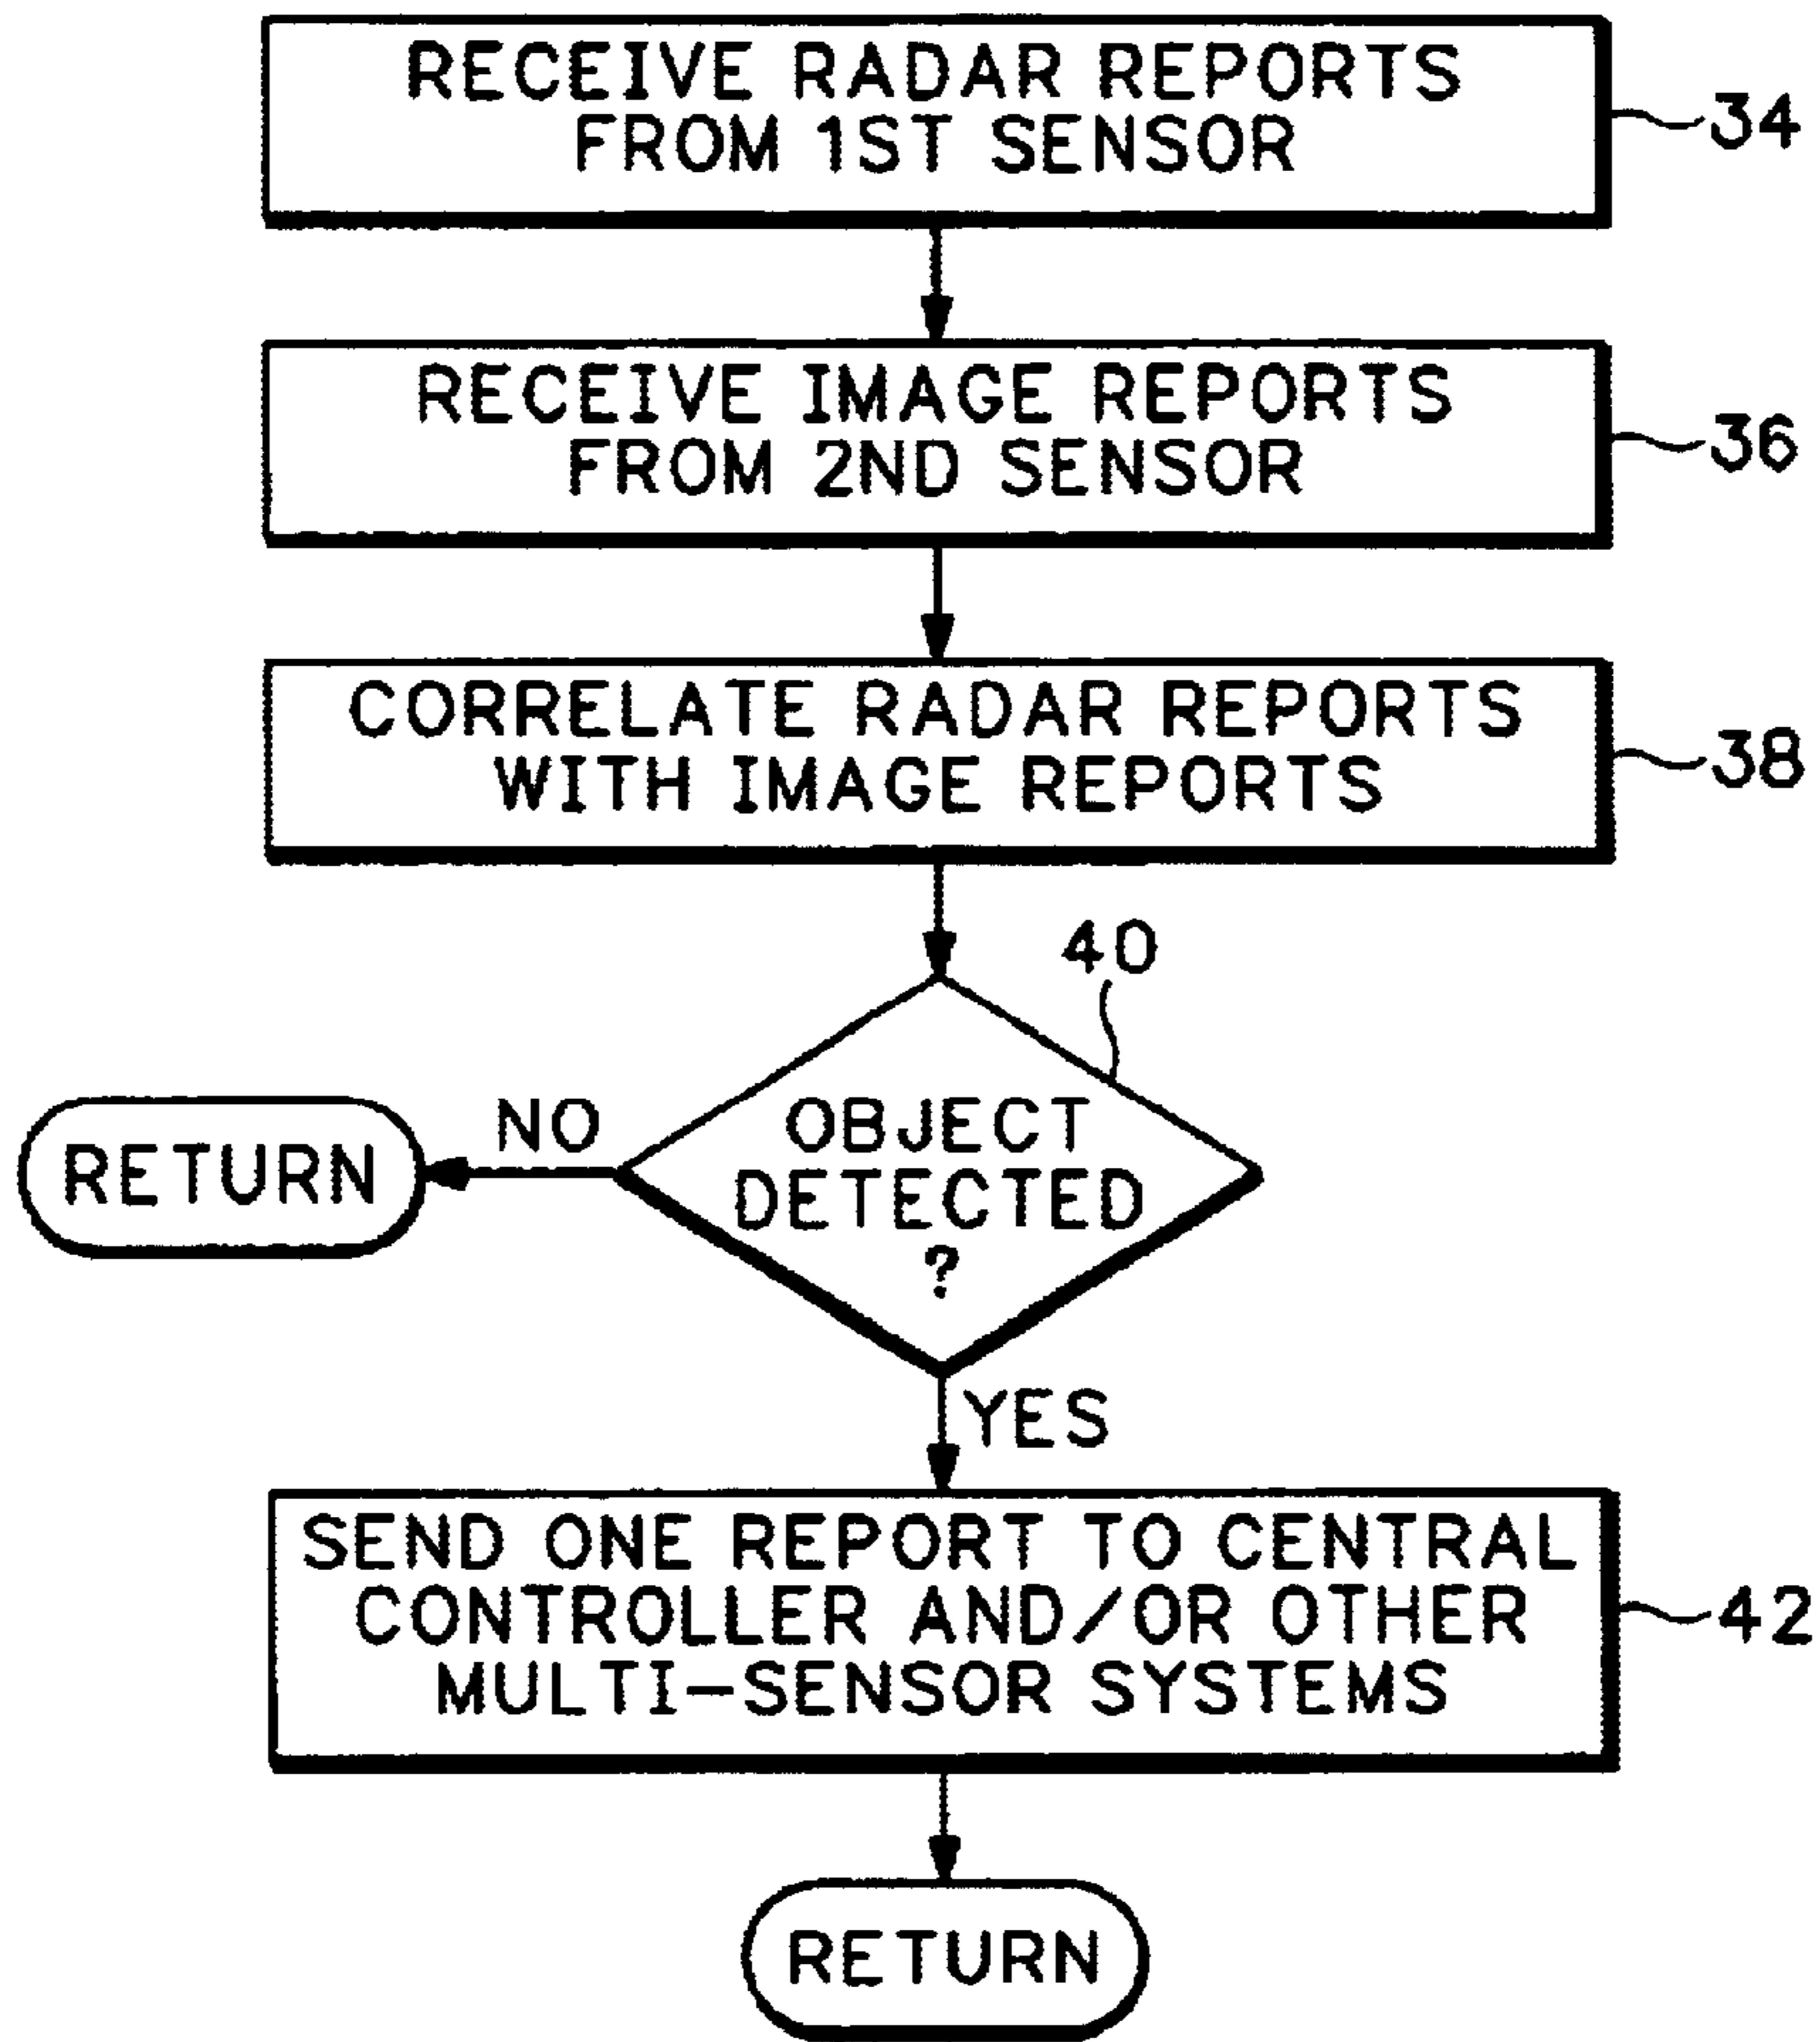 RECEIVE RADAR REPORTS
FROM 1ST SENSOR
34
RECEIVE IMAGE REPORTS
FROM 2ND SENSOR
36
CORRELATE RADAR REPORTS
WITH IMAGE REPORTS
38
40
OBJECT
DETECTED
?
NO
RETURN
YES
SEND ONE REPORT TO CENTRAL
CONTROLLER AND/OR OTHER
MULTI-SENSOR SYSTEMS
42
RETURN